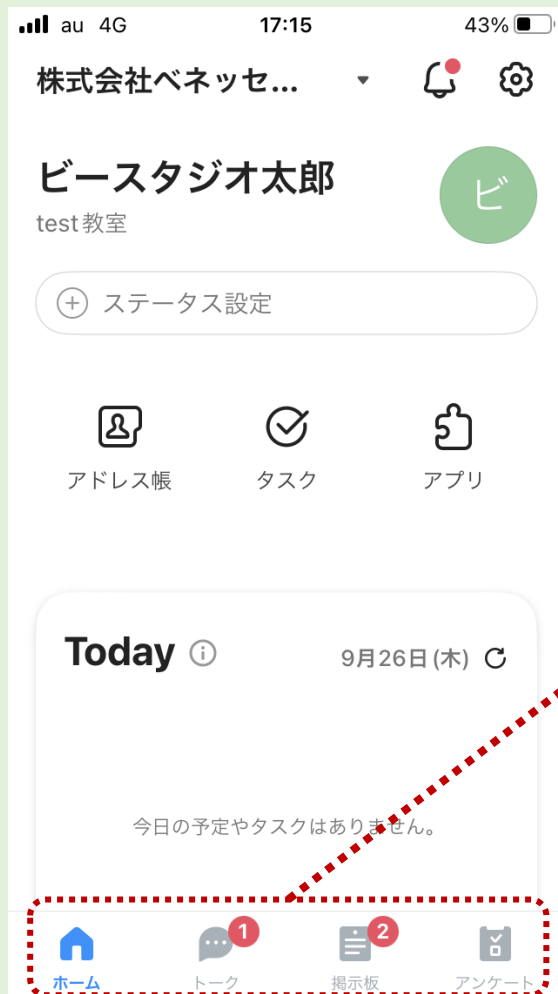 au 4G 17:15 43%
株式会社ベネッセ...
ビースタジオ太郎
test教室
ビ
ステータス設定
アドレス帳 タスク アプリ
Today 9月26日(木)
今日の予定やタスクはありません。
1 2
ホーム トーク 掲示板 アンケート